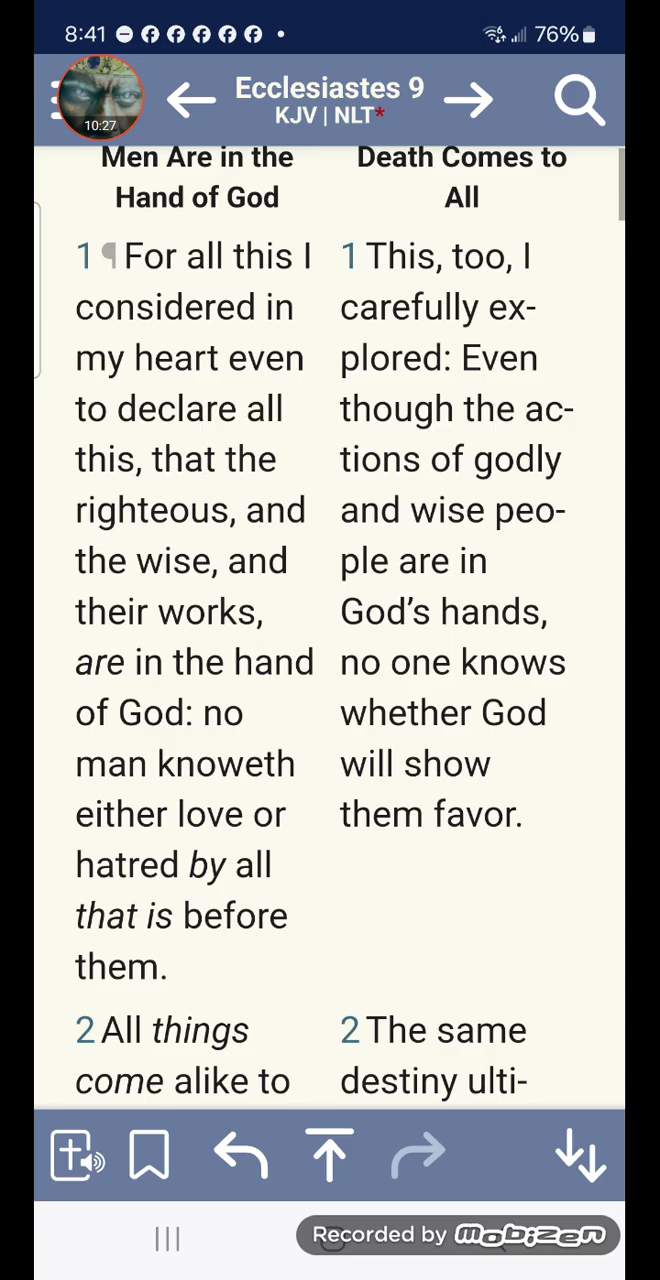 8:41
76%
10:27
Ecclesiastes 9
KJV | NLT*
Men Are in the
Hand of God
1 ¶ For all this I
considered in
my heart even
to declare all
this, that the
righteous, and
the wise, and
their works,
are in the hand
of God: no
man knoweth
either love or
hatred by all
that is before
them.
2 All things
come alike to
Death Comes to
All
1 This, too, I
carefully ex-
plored: Even
though the ac-
tions of godly
and wise peo-
ple are in
God’s hands,
no one knows
whether God
will show
them favor.
2 The same
destiny ulti-
Recorded by mobizen